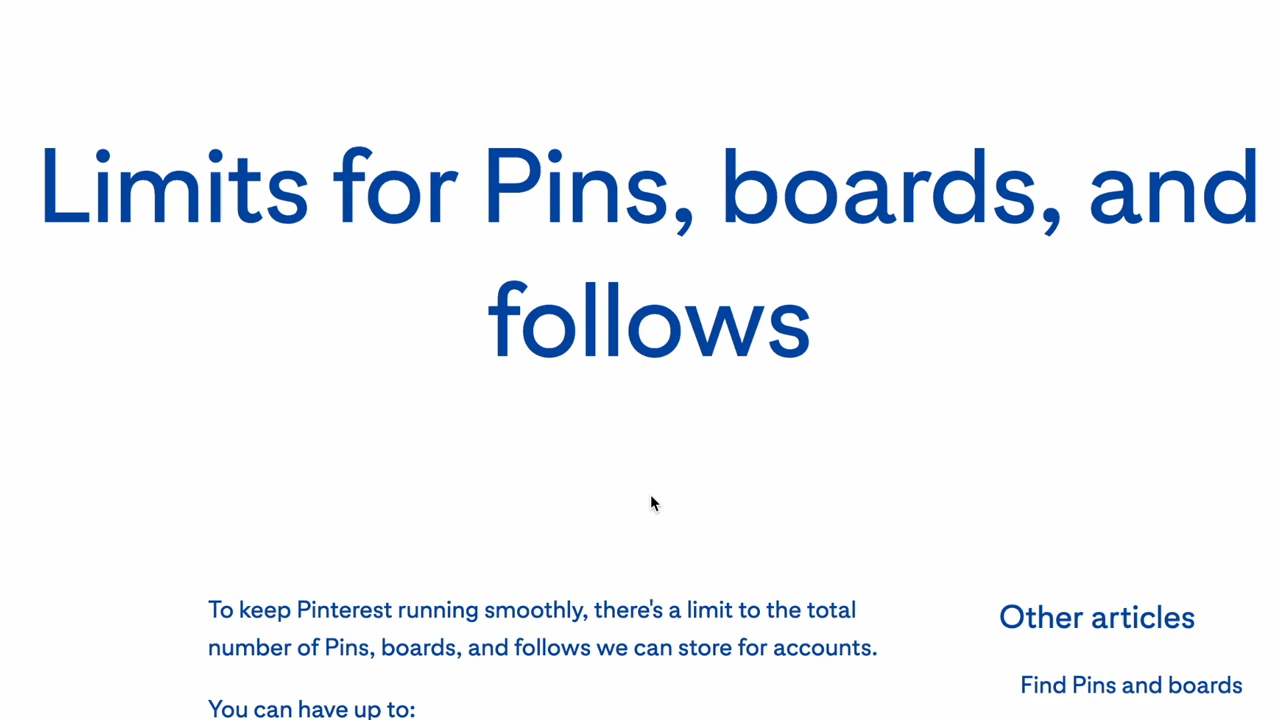 Limits for Pins, boards, and
follows
To keep Pinterest running smoothly, there's a limit to the total
number of Pins, boards, and follows we can store for accounts.
You can have up to:
Other articles
Find Pins and boards